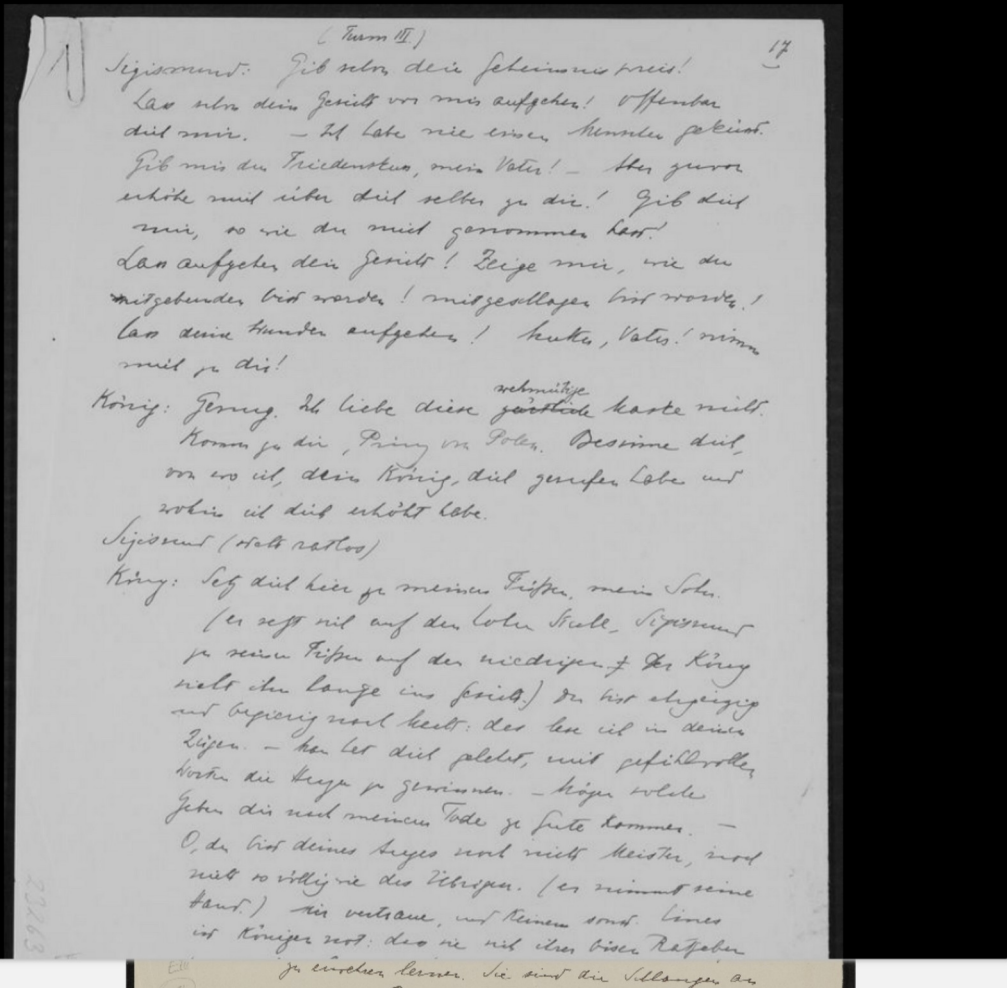 (Turm III.)
17
Sigismund: Gib schon dein Geheimnis preis!
Lass schon dein Gesicht vor mir aufgehen! Offenbar
dich mir. – Ich habe nie einen Menschen geküsst.
Gib mir den Friedenskuss, mein Vater! – Aber zuvor
erhöhe mich über dich selber zu dir! Gib dich
mir, so wie du mich genommen hast!
Lass aufgehen dein Gesicht! Zeige mir, wie du
bist worden! mitgeschlagen bist worden!
lass deine Wunden aufgehen! Mutter, Vater! nimm
mich zu dir!
wehmütige
König: Genug. Ich liebe diese zärtliche Maske nicht.
Komm zu dir, Prinz von Polen. Besinne dich,
von wo ich, dein König, dich gerufen habe und
wohin ich dich erhöht habe.
Sigismund (steht ratlos)
König: Setz dich hier zu meinen Füßen, mein Sohn.
(er setzt sich auf den hohen Stuhl, Sigismund
zu seinen Füßen auf den niedrigen. Der König
sieht ihm lange ins Gesicht.) Du bist ehrgeizig
und begierig nach Macht: das lese ich in deinen
Zügen. – Man hat dich gelehrt, mit gefühlvollen
Worten die Herzen zu gewinnen. – Mögen solche
Gaben dir nach meinem Tode zu Gute kommen. –
O, du bist deines Auges noch nicht Meister, noch
nicht so völlig wie des Übrigen. (er nimmt seine
Hand.) Mir vertraue, und Keinem sonst. Eines
ist Königen not: dass sie sich ihrer bösen Ratgeber
zu lernen. Sie sind die Schlangen an
23263